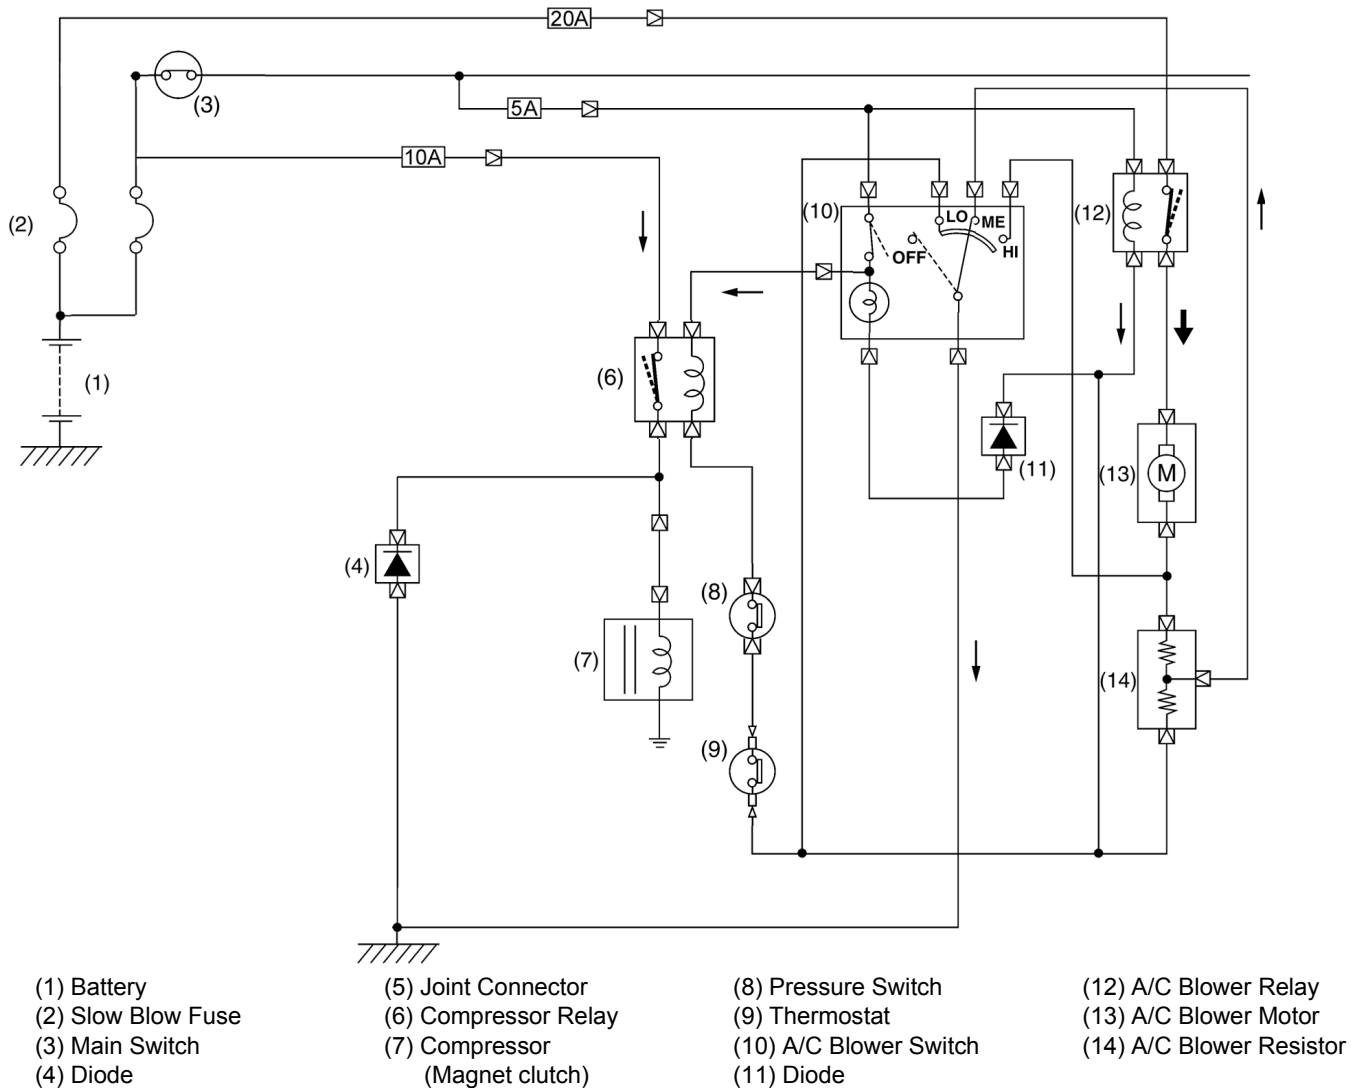 20A
(3)
5A
10A
(2)
(10)
LO
ME
OFF
HI
(12)
(1)
(6)
(11)
(13)
M
(4)
(8)
(7)
(14)
(9)
(1) Battery
(2) Slow Blow Fuse
(3) Main Switch
(4) Diode
(5) Joint Connector
(6) Compressor Relay
(7) Compressor
(Magnet clutch)
(8) Pressure Switch
(9) Thermostat
(10) A/C Blower Switch
(11) Diode
(12) A/C Blower Relay
(13) A/C Blower Motor
(14) A/C Blower Resistor